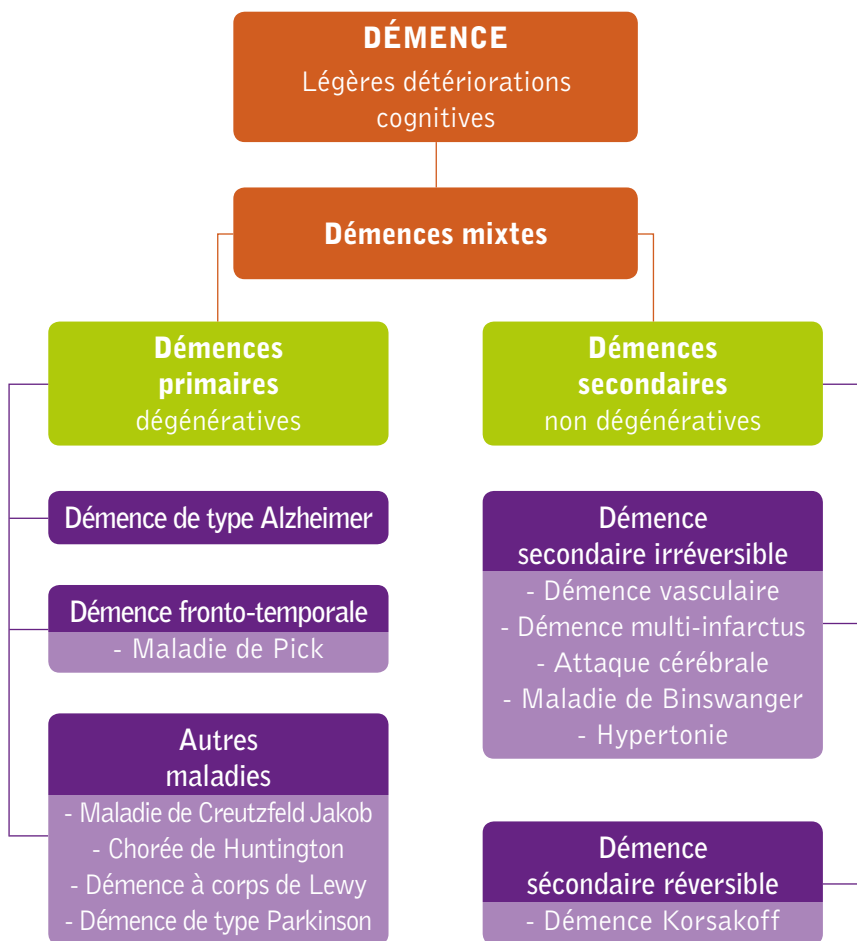 DÉMENCE
Légères détériorations
cognitives
Démences mixtes
Démences
primaires
dégénératives
Démence de type Alzheimer
Démence fronto-temporale
- Maladie de Pick
Autres
maladies
- Maladie de Creutzfeld Jakob
- Chorée de Huntington
- Démence à corps de Lewy
- Démence de type Parkinson
Démences
secondaires
non dégénératives
Démence
secondaire irréversible
- Démence vasculaire
- Démence multi-infarctus
- Attaque cérébrale
- Maladie de Binswanger
- Hypertonie
Démence
sécondaire réversible
- Démence Korsakoff